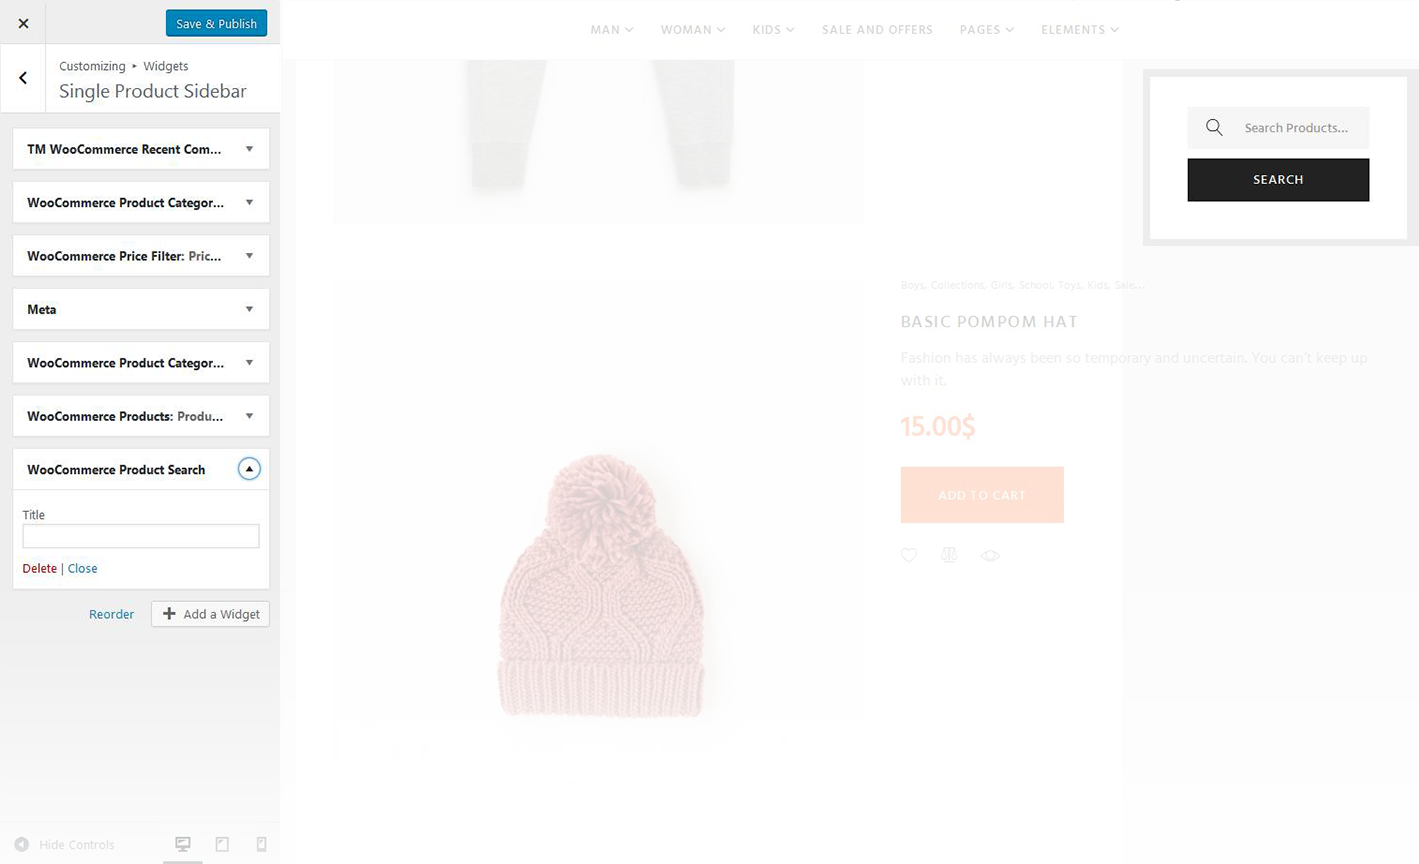 Save & Publish
Customizing ▸ Widgets
Single Product Sidebar
TM WooCommerce Recent Com...
WooCommerce Product Categor...
WooCommerce Price Filter: Pric...
Meta
WooCommerce Product Categor...
WooCommerce Products: Produ...
WooCommerce Product Search
Title
Delete | Close
Reorder
Add a Widget
Hide Controls
MAN WOMAN KIDS SALE AND OFFERS PAGES ELEMENTS
Search Products...
SEARCH
Boys, Collections, Girls, School, Toys, Kids, Sale...
BASIC POMPOM HAT
Fashion has always been so temporary and uncertain. You can't keep up
with it.
15.00$
ADD TO CART